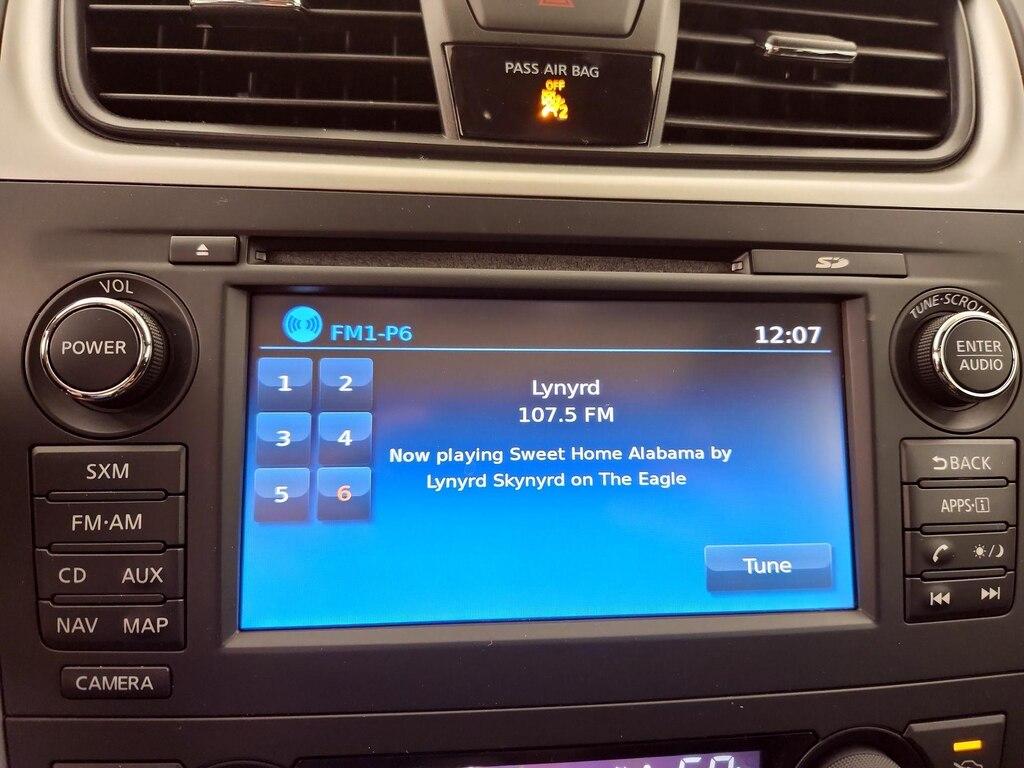 PASS AIR BAG
OFF
2
SD
VOL
POWER
TUNE·SCROLL
ENTER
AUDIO
FM1-P6
12:07
1 2
3 4
5 6
Lynyrd
107.5 FM
Now playing Sweet Home Alabama by
Lynyrd Skynyrd on The Eagle
Tune
SXM
FM·AM
CD AUX
NAV MAP
CAMERA
BACK
APPS·i